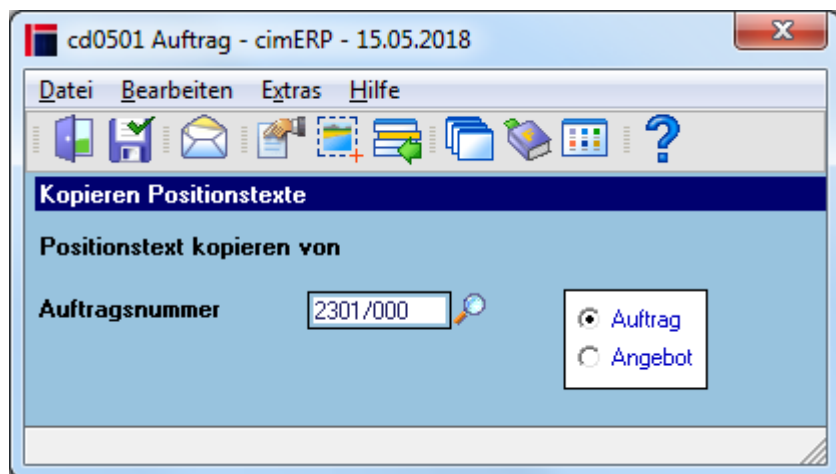 cd0501 Auftrag - cimERP - 15.05.2018
Datei Bearbeiten Extras Hilfe
Kopieren Positionstexte
Positionstext kopieren von
Auftragsnummer 2301/000
Auftrag
Angebot